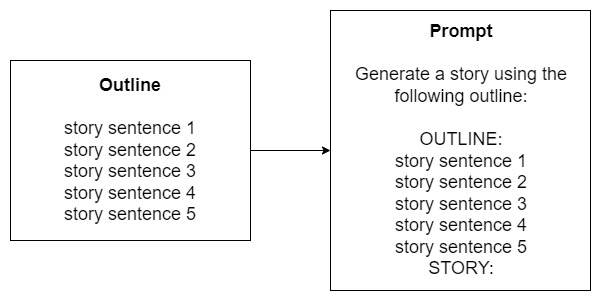 Outline
story sentence 1
story sentence 2
story sentence 3
story sentence 4
story sentence 5
Prompt
Generate a story using the
following outline:
OUTLINE:
story sentence 1
story sentence 2
story sentence 3
story sentence 4
story sentence 5
STORY: